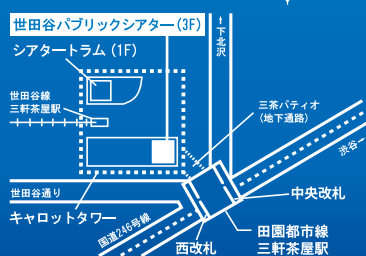 世田谷パブリックシアター(3F)
シアタートラム(1F)
↑下北沢
世田谷線
三軒茶屋駅
三茶パティオ
(地下通路)
渋谷→
世田谷通り
中央改札
キャロットタワー
国道246号線
西改札
田園都市線
三軒茶屋駅